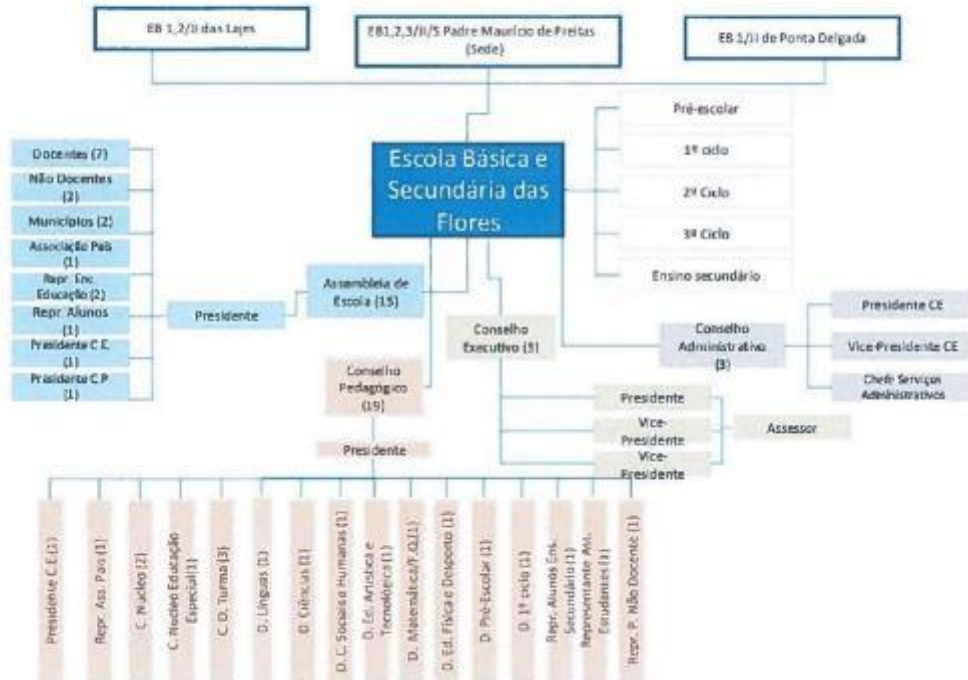 EB 1,2/JI das Lajes
EB1,2,3/JI/S Padre Maurício de Freitas
(Sede)
EB 1/JI de Ponta Delgada
Escola Básica e
Secundária das
Flores
Pré-escolar
1º ciclo
2º Ciclo
3º Ciclo
Ensino secundário
Docentes (7)
Não Docentes
(2)
Municípios (2)
Associação Pais
(1)
Repr. Enc.
Educação (2)
Repr. Alunos
(1)
Presidente C.E.
(1)
Presidente C.P.
(1)
Presidente
Assembleia de
Escola (15)
Conselho
Pedagógico
(19)
Presidente
Conselho
Executivo (3)
Presidente
Vice-
Presidente
Vice-
Presidente
Assessor
Conselho
Administrativo
(3)
Presidente CE
Vice-Presidente CE
Chefe Serviços
Administrativos
Presidente C.E. (1)
Repr. Ass. Pais (1)
C. Núcleo (2)
C. Núcleo Educação
Especial(1)
C. D. Turma (3)
D. Línguas (1)
D. Ciências (1)
D. C. Sociais e Humanas (1)
D. Ed. Artística e
Tecnológica (1)
D. Matemática/F.Q.(1)
D. Ed. Física e Desporto (1)
D. Pré-Escolar (1)
D. 1º ciclo (1)
Repr. Alunos Ens.
Secundário (1)
Representante
Estudantes (1)
Repr. P. Não Docente (1)